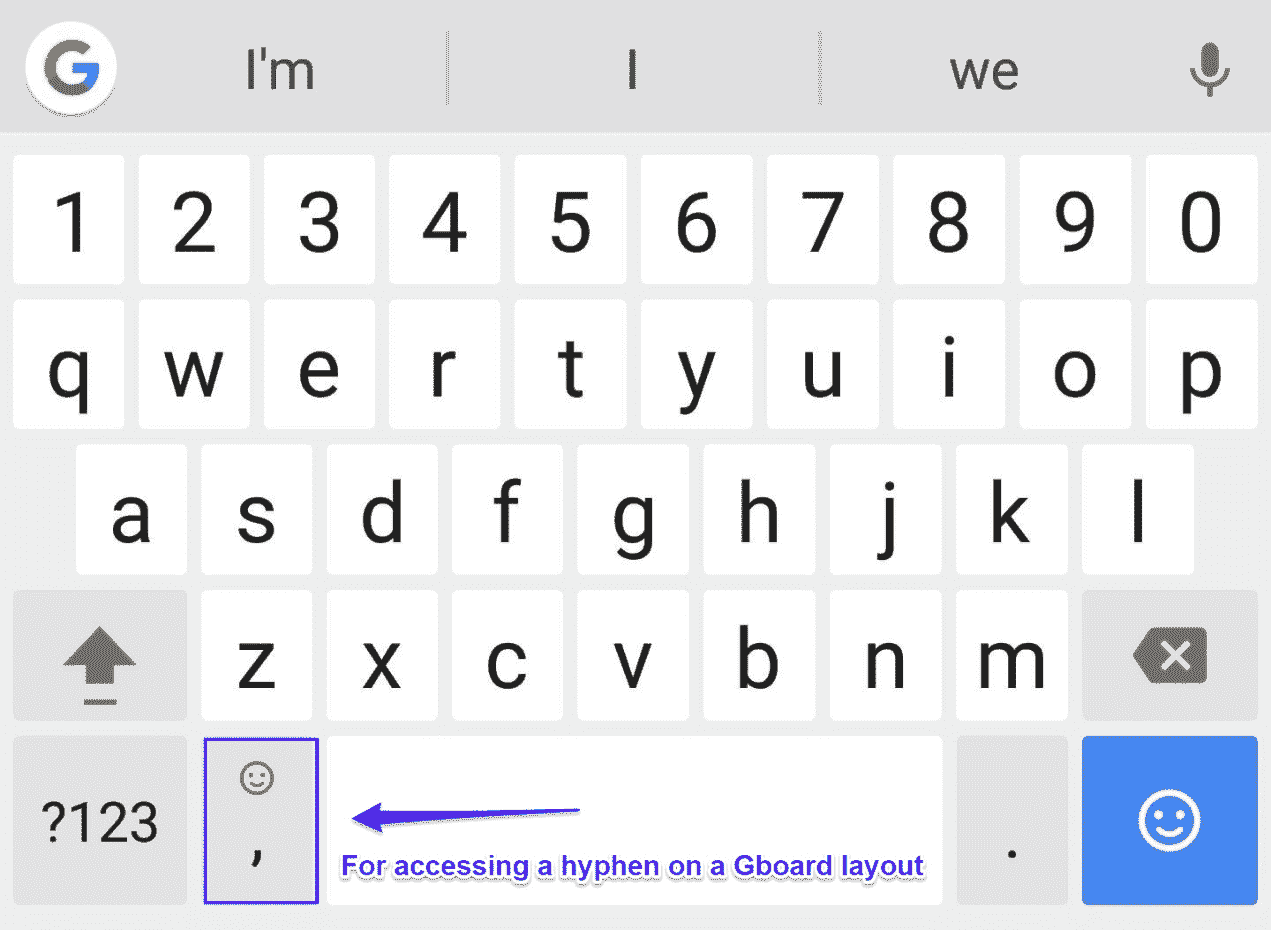 G I'm I we
1 2 3 4 5 6 7 8 9 0
q w e r t y u i o p
a s d f g h j k l
z x c v b n m
?123 , .
For accessing a hyphen on a Gboard layout